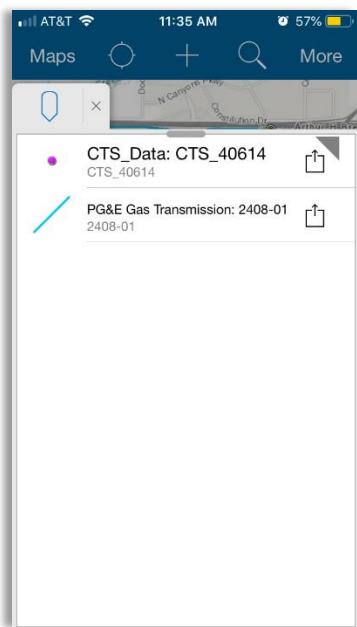 AT&T 11:35 AM 57%
Maps More
N Canyons Pkwy
Constitution Dr
CTS_Data: CTS_40614
CTS_40614
PG&E Gas Transmission: 2408-01
2408-01